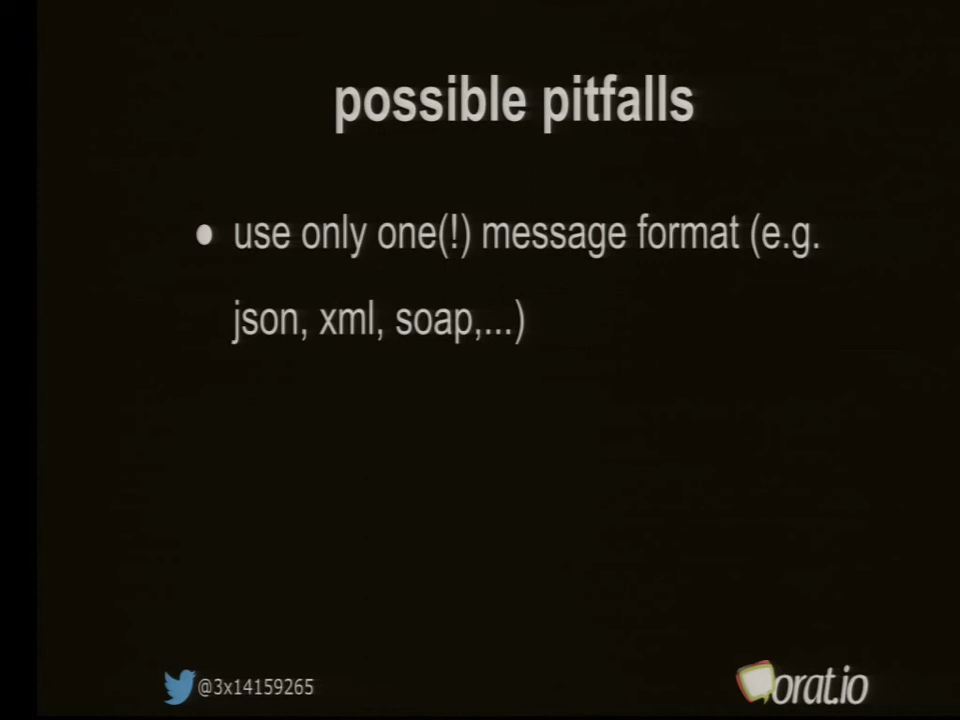 possible pitfalls
• use only one(!) message format (e.g.
json, xml, soap,...)
@3x14159265
orat.io